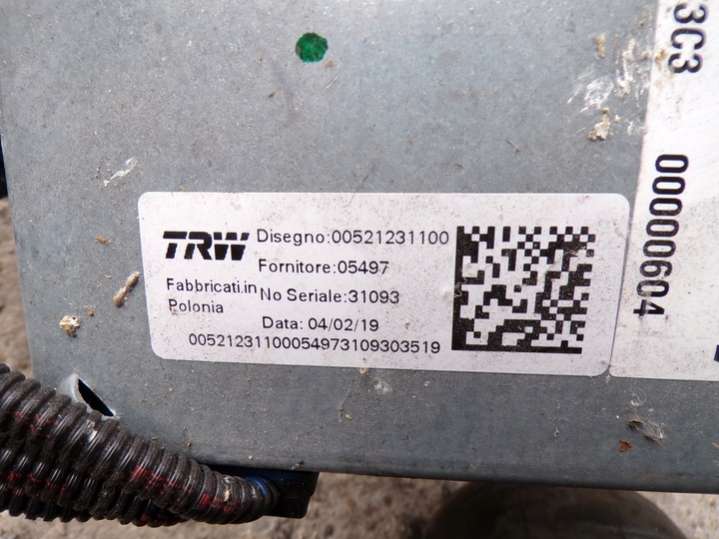 TRW
Disegno:00521231100
Fornitore:05497
Fabbricati.in
Polonia
No Seriale:31093
Data: 04/02/19
00521231100054973109303519
3C3
00000604